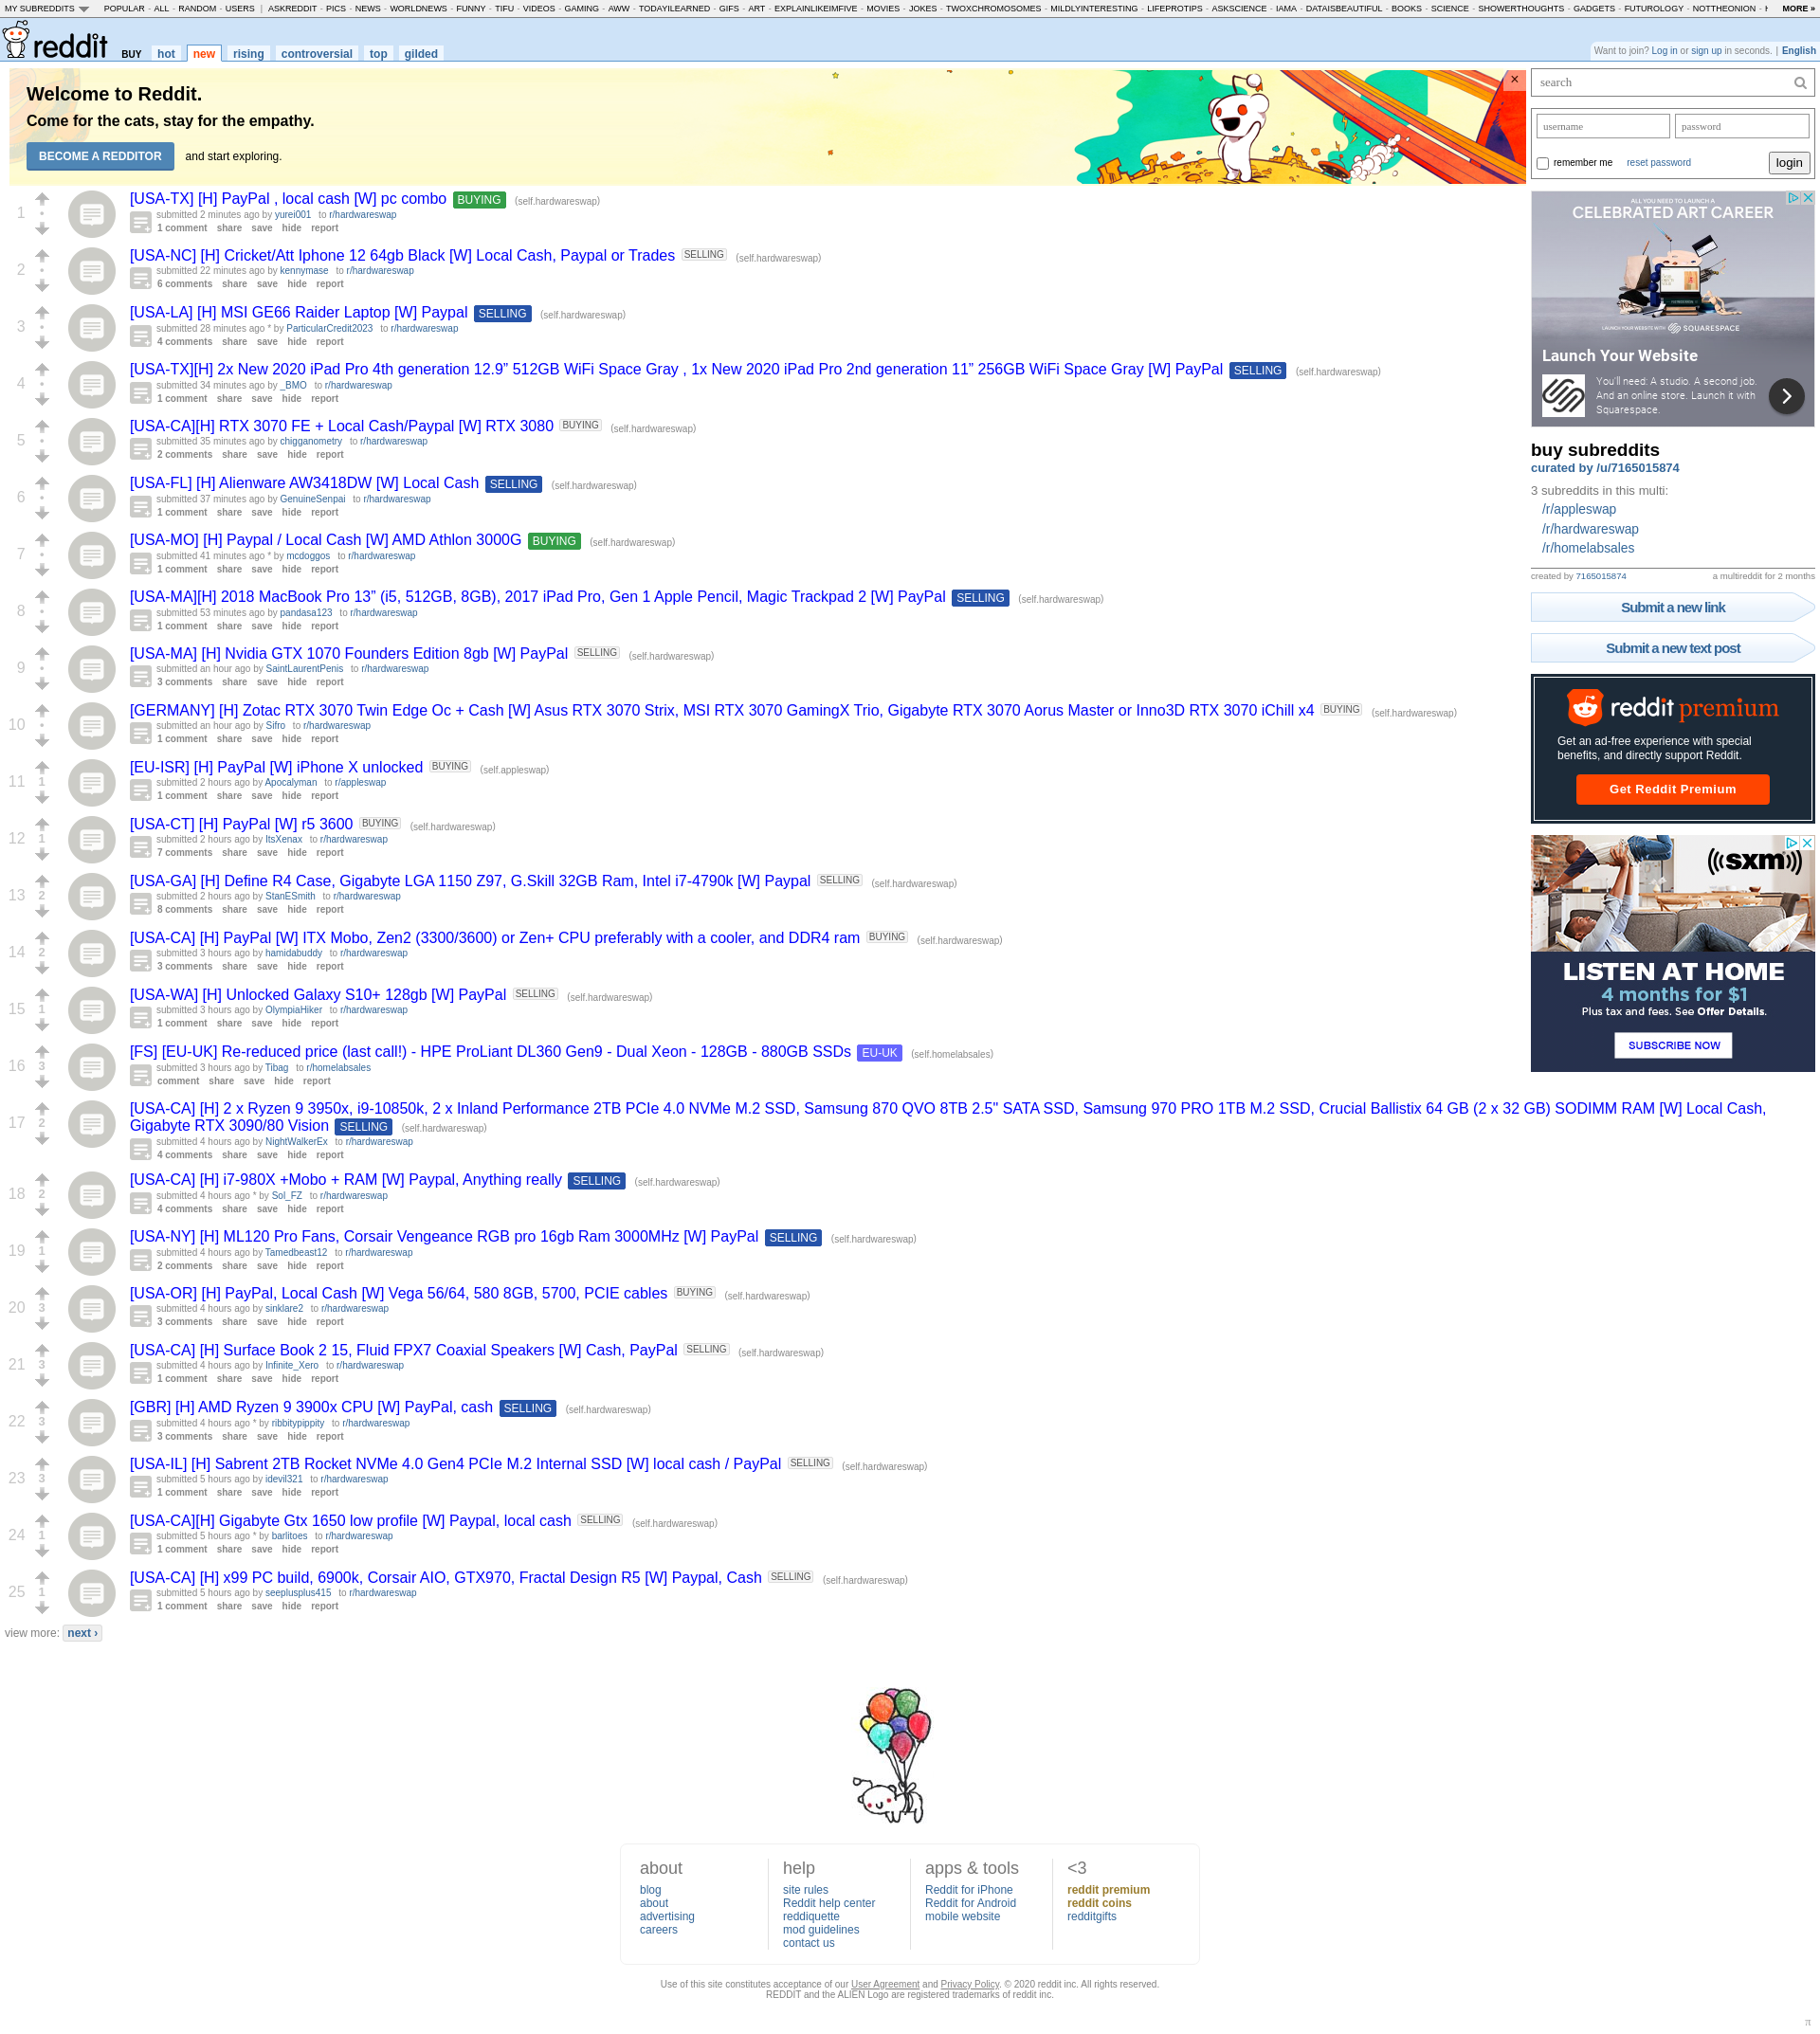 MY SUBREDDITS POPULAR - ALL - RANDOM - USERS | ASKREDDIT - PICS - NEWS - WORLDNEWS - FUNNY - TIFU - VIDEOS - GAMING - AWW - TODAYILEARNED - GIFS - ART - EXPLAINLIKEIMFIVE - MOVIES - JOKES - TWOXCHROMOSOMES - MILDLYINTERESTING - LIFEPROTIPS - ASKSCIENCE - IAMA - DATAISBEAUTIFUL - BOOKS - SCIENCE - SHOWERTHOUGHTS - GADGETS - FUTUROLOGY - NOTTHEONION - MORE »
reddit BUY hot new rising controversial top gilded
Want to join? Log in or sign up in seconds. | English
Welcome to Reddit.
Come for the cats, stay for the empathy.
BECOME A REDDITOR and start exploring.
×
1
[USA-TX] [H] PayPal , local cash [W] pc combo BUYING (self.hardwareswap)
submitted 2 minutes ago by yurei001 to r/hardwareswap
1 comment share save hide report
2
[USA-NC] [H] Cricket/Att Iphone 12 64gb Black [W] Local Cash, Paypal or Trades SELLING (self.hardwareswap)
submitted 22 minutes ago by kennymase to r/hardwareswap
6 comments share save hide report
3
[USA-LA] [H] MSI GE66 Raider Laptop [W] Paypal SELLING (self.hardwareswap)
submitted 28 minutes ago * by ParticularCredit2023 to r/hardwareswap
4 comments share save hide report
4
[USA-TX][H] 2x New 2020 iPad Pro 4th generation 12.9” 512GB WiFi Space Gray , 1x New 2020 iPad Pro 2nd generation 11” 256GB WiFi Space Gray [W] PayPal SELLING (self.hardwareswap)
submitted 34 minutes ago by _BMO to r/hardwareswap
1 comment share save hide report
5
[USA-CA][H] RTX 3070 FE + Local Cash/Paypal [W] RTX 3080 BUYING (self.hardwareswap)
submitted 35 minutes ago by chigganometry to r/hardwareswap
2 comments share save hide report
6
[USA-FL] [H] Alienware AW3418DW [W] Local Cash SELLING (self.hardwareswap)
submitted 37 minutes ago by GenuineSenpai to r/hardwareswap
1 comment share save hide report
7
[USA-MO] [H] Paypal / Local Cash [W] AMD Athlon 3000G BUYING (self.hardwareswap)
submitted 41 minutes ago * by mcdoggos to r/hardwareswap
1 comment share save hide report
8
[USA-MA][H] 2018 MacBook Pro 13” (i5, 512GB, 8GB), 2017 iPad Pro, Gen 1 Apple Pencil, Magic Trackpad 2 [W] PayPal SELLING (self.hardwareswap)
submitted 53 minutes ago by pandasa123 to r/hardwareswap
1 comment share save hide report
9
[USA-MA] [H] Nvidia GTX 1070 Founders Edition 8gb [W] PayPal SELLING (self.hardwareswap)
submitted an hour ago by SaintLaurentPenis to r/hardwareswap
3 comments share save hide report
10
[GERMANY] [H] Zotac RTX 3070 Twin Edge Oc + Cash [W] Asus RTX 3070 Strix, MSI RTX 3070 GamingX Trio, Gigabyte RTX 3070 Aorus Master or Inno3D RTX 3070 iChill x4 BUYING (self.hardwareswap)
submitted an hour ago by Sifro to r/hardwareswap
1 comment share save hide report
11 1
[EU-ISR] [H] PayPal [W] iPhone X unlocked BUYING (self.appleswap)
submitted 2 hours ago by Apocalyman to r/appleswap
1 comment share save hide report
12 1
[USA-CT] [H] PayPal [W] r5 3600 BUYING (self.hardwareswap)
submitted 2 hours ago by ItsXenax to r/hardwareswap
7 comments share save hide report
13 2
[USA-GA] [H] Define R4 Case, Gigabyte LGA 1150 Z97, G.Skill 32GB Ram, Intel i7-4790k [W] Paypal SELLING (self.hardwareswap)
submitted 2 hours ago by StanESmith to r/hardwareswap
8 comments share save hide report
14 2
[USA-CA] [H] PayPal [W] ITX Mobo, Zen2 (3300/3600) or Zen+ CPU preferably with a cooler, and DDR4 ram BUYING (self.hardwareswap)
submitted 3 hours ago by hamidabuddy to r/hardwareswap
3 comments share save hide report
15 1
[USA-WA] [H] Unlocked Galaxy S10+ 128gb [W] PayPal SELLING (self.hardwareswap)
submitted 3 hours ago by OlympiaHiker to r/hardwareswap
1 comment share save hide report
16 3
[FS] [EU-UK] Re-reduced price (last call!) - HPE ProLiant DL360 Gen9 - Dual Xeon - 128GB - 880GB SSDs EU-UK (self.homelabsales)
submitted 3 hours ago by Tibag to r/homelabsales
comment share save hide report
17 2
[USA-CA] [H] 2 x Ryzen 9 3950x, i9-10850k, 2 x Inland Performance 2TB PCIe 4.0 NVMe M.2 SSD, Samsung 870 QVO 8TB 2.5" SATA SSD, Samsung 970 PRO 1TB M.2 SSD, Crucial Ballistix 64 GB (2 x 32 GB) SODIMM RAM [W] Local Cash,
Gigabyte RTX 3090/80 Vision SELLING (self.hardwareswap)
submitted 4 hours ago by NightWalkerEx to r/hardwareswap
4 comments share save hide report
18 2
[USA-CA] [H] i7-980X +Mobo + RAM [W] Paypal, Anything really SELLING (self.hardwareswap)
submitted 4 hours ago * by Sol_FZ to r/hardwareswap
4 comments share save hide report
19 1
[USA-NY] [H] ML120 Pro Fans, Corsair Vengeance RGB pro 16gb Ram 3000MHz [W] PayPal SELLING (self.hardwareswap)
submitted 4 hours ago by Tamedbeast12 to r/hardwareswap
2 comments share save hide report
20 3
[USA-OR] [H] PayPal, Local Cash [W] Vega 56/64, 580 8GB, 5700, PCIE cables BUYING (self.hardwareswap)
submitted 4 hours ago by sinklare2 to r/hardwareswap
3 comments share save hide report
21 3
[USA-CA] [H] Surface Book 2 15, Fluid FPX7 Coaxial Speakers [W] Cash, PayPal SELLING (self.hardwareswap)
submitted 4 hours ago by Infinite_Xero to r/hardwareswap
1 comment share save hide report
22 3
[GBR] [H] AMD Ryzen 9 3900x CPU [W] PayPal, cash SELLING (self.hardwareswap)
submitted 4 hours ago * by ribbitypippity to r/hardwareswap
3 comments share save hide report
23 3
[USA-IL] [H] Sabrent 2TB Rocket NVMe 4.0 Gen4 PCIe M.2 Internal SSD [W] local cash / PayPal SELLING (self.hardwareswap)
submitted 5 hours ago by idevil321 to r/hardwareswap
1 comment share save hide report
24 1
[USA-CA][H] Gigabyte Gtx 1650 low profile [W] Paypal, local cash SELLING (self.hardwareswap)
submitted 5 hours ago * by barlitoes to r/hardwareswap
1 comment share save hide report
25 1
[USA-CA] [H] x99 PC build, 6900k, Corsair AIO, GTX970, Fractal Design R5 [W] Paypal, Cash SELLING (self.hardwareswap)
submitted 5 hours ago by seeplusplus415 to r/hardwareswap
1 comment share save hide report
view more: next ›
search
username password
remember me reset password login
ALL YOU NEED TO LAUNCH A
CELEBRATED ART CAREER
LAUNCH YOUR WEBSITE WITH SQUARESPACE
Launch Your Website
You'll need: A studio. A second job.
And an online store. Launch it with
Squarespace.
buy subreddits
curated by /u/7165015874
3 subreddits in this multi:
/r/appleswap
/r/hardwareswap
/r/homelabsales
created by 7165015874 a multireddit for 2 months
Submit a new link
Submit a new text post
reddit premium
Get an ad-free experience with special
benefits, and directly support Reddit.
Get Reddit Premium
((sxm))
LISTEN AT HOME
4 months for $1
Plus tax and fees. See Offer Details.
SUBSCRIBE NOW
about
blog
about
advertising
careers
help
site rules
Reddit help center
reddiquette
mod guidelines
contact us
apps & tools
Reddit for iPhone
Reddit for Android
mobile website
<3
reddit premium
reddit coins
redditgifts
Use of this site constitutes acceptance of our User Agreement and Privacy Policy. © 2020 reddit inc. All rights reserved.
REDDIT and the ALIEN Logo are registered trademarks of reddit inc.
π